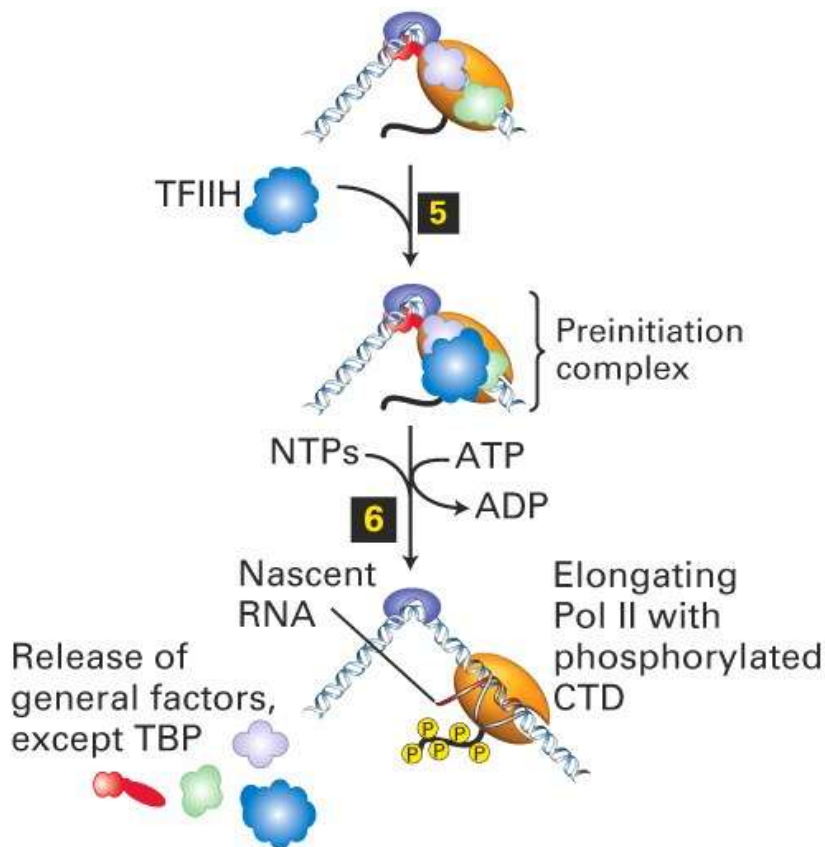 TFIIH
5
Preinitiation
complex
NTPs
ATP
ADP
6
Nascent
RNA
Elongating
Pol II with
phosphorylated
CTD
Release of
general factors,
except TBP
P
P
P
P
P
P